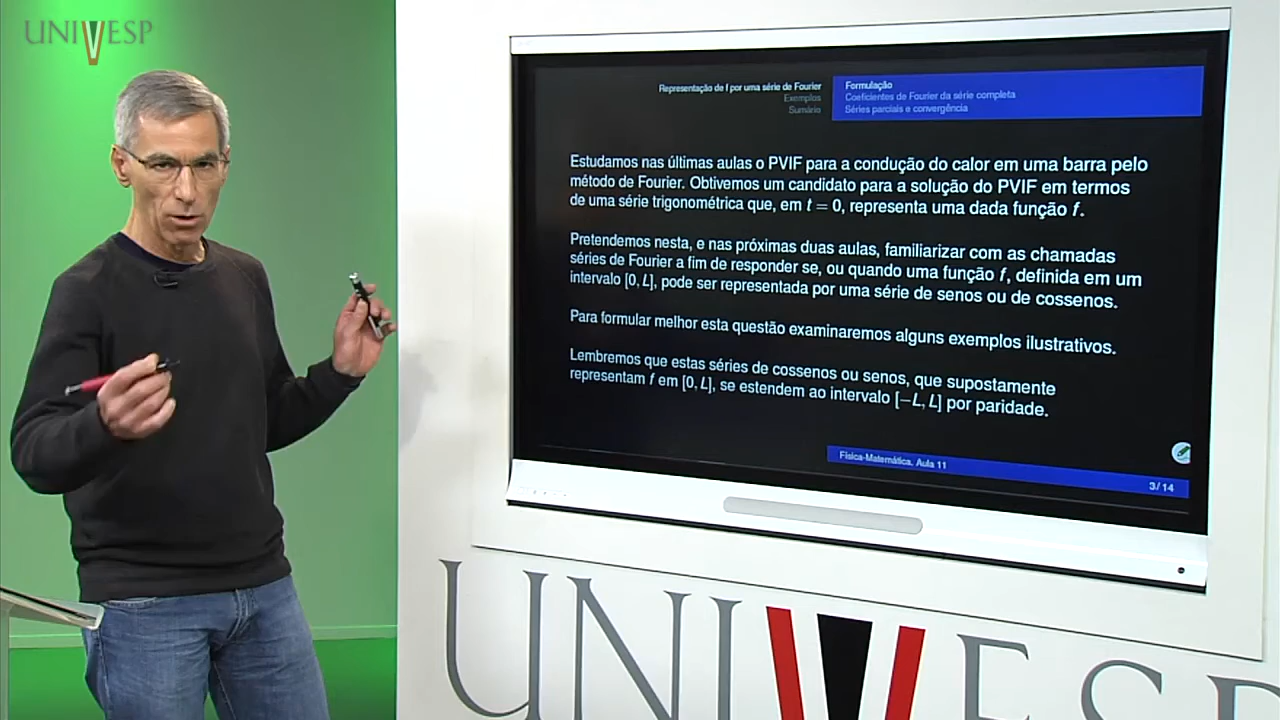 UNIVESP
Representação de f por uma série de Fourier
Exemplos
Sumário
Formulação
Coeficientes de Fourier da série completa
Séries parciais e convergência
Estudamos nas últimas aulas o PVIF para a condução do calor em uma barra pelo
método de Fourier. Obtivemos um candidato para a solução do PVIF em termos
de uma série trigonométrica que, em t = 0, representa uma dada função f.
Pretendemos nesta, e nas próximas duas aulas, familiarizar com as chamadas
séries de Fourier a fim de responder se, ou quando uma função f, definida em um
intervalo [0, L], pode ser representada por uma série de senos ou de cossenos.
Para formular melhor esta questão examinaremos alguns exemplos ilustrativos.
Lembremos que estas séries de cossenos ou senos, que supostamente
representam f em [0, L], se estendem ao intervalo [−L, L] por paridade.
Física-Matemática. Aula 11
3 / 14
UNIVESP